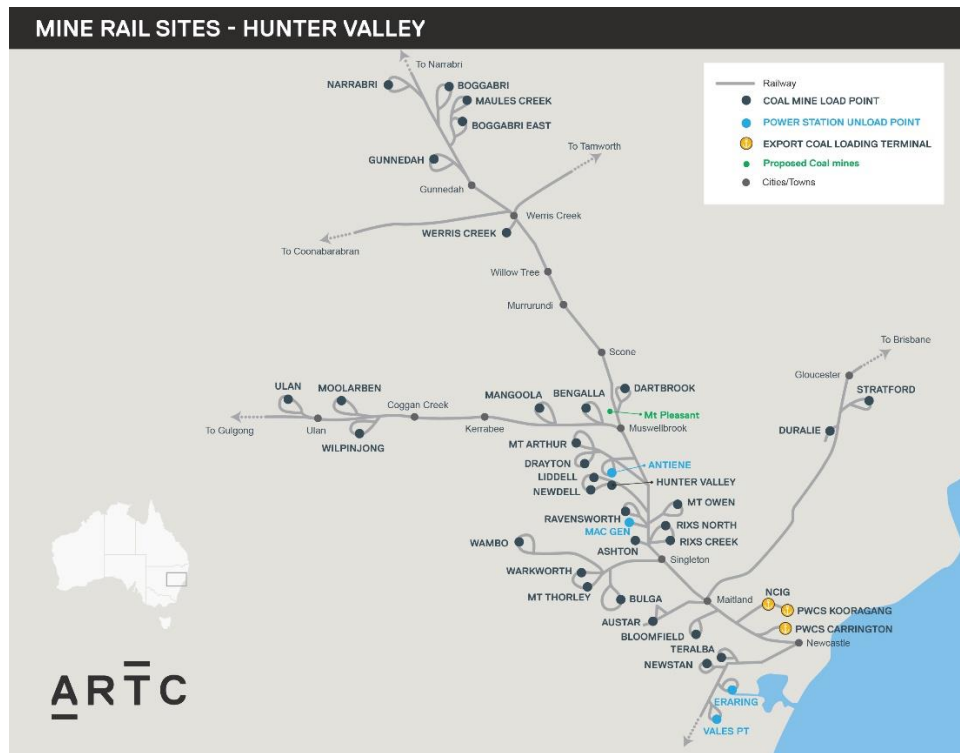 MINE RAIL SITES - HUNTER VALLEY
To Narrabri
NARRABRI
BOGGABRI
MAULES CREEK
BOGGABRI EAST
GUNNEDAH
Gunnedah
To Tamworth
Werris Creek
WERRIS CREEK
To Coonabarabran
Willow Tree
Murrurundi
Scone
Railway
COAL MINE LOAD POINT
POWER STATION UNLOAD POINT
EXPORT COAL LOADING TERMINAL
Proposed Coal mines
Cities/Towns
To Brisbane
Gloucester
STRATFORD
DURALIE
ULAN
MOOLARBEN
Coggan Creek
MANGOOLA
BENGALLA
DARTBROOK
Mt Pleasant
To Gulgong
Ulan
WILPINJONG
Kerrabee
Muswellbrook
MT ARTHUR
DRAYTON
ANTIENE
LIDDELL
HUNTER VALLEY
NEWDELL
MT OWEN
RAVENSWORTH
MAC GEN
RIXS NORTH
RIXS CREEK
ASHTON
WAMBO
Singleton
WARKWORTH
MT THORLEY
BULGA
Maitland
NCIG
PWCS KOORAGANG
AUSTAR
BLOOMFIELD
PWCS CARRINGTON
Newcastle
TERALBA
NEWSTAN
ERARING
VALES PT
ARTC